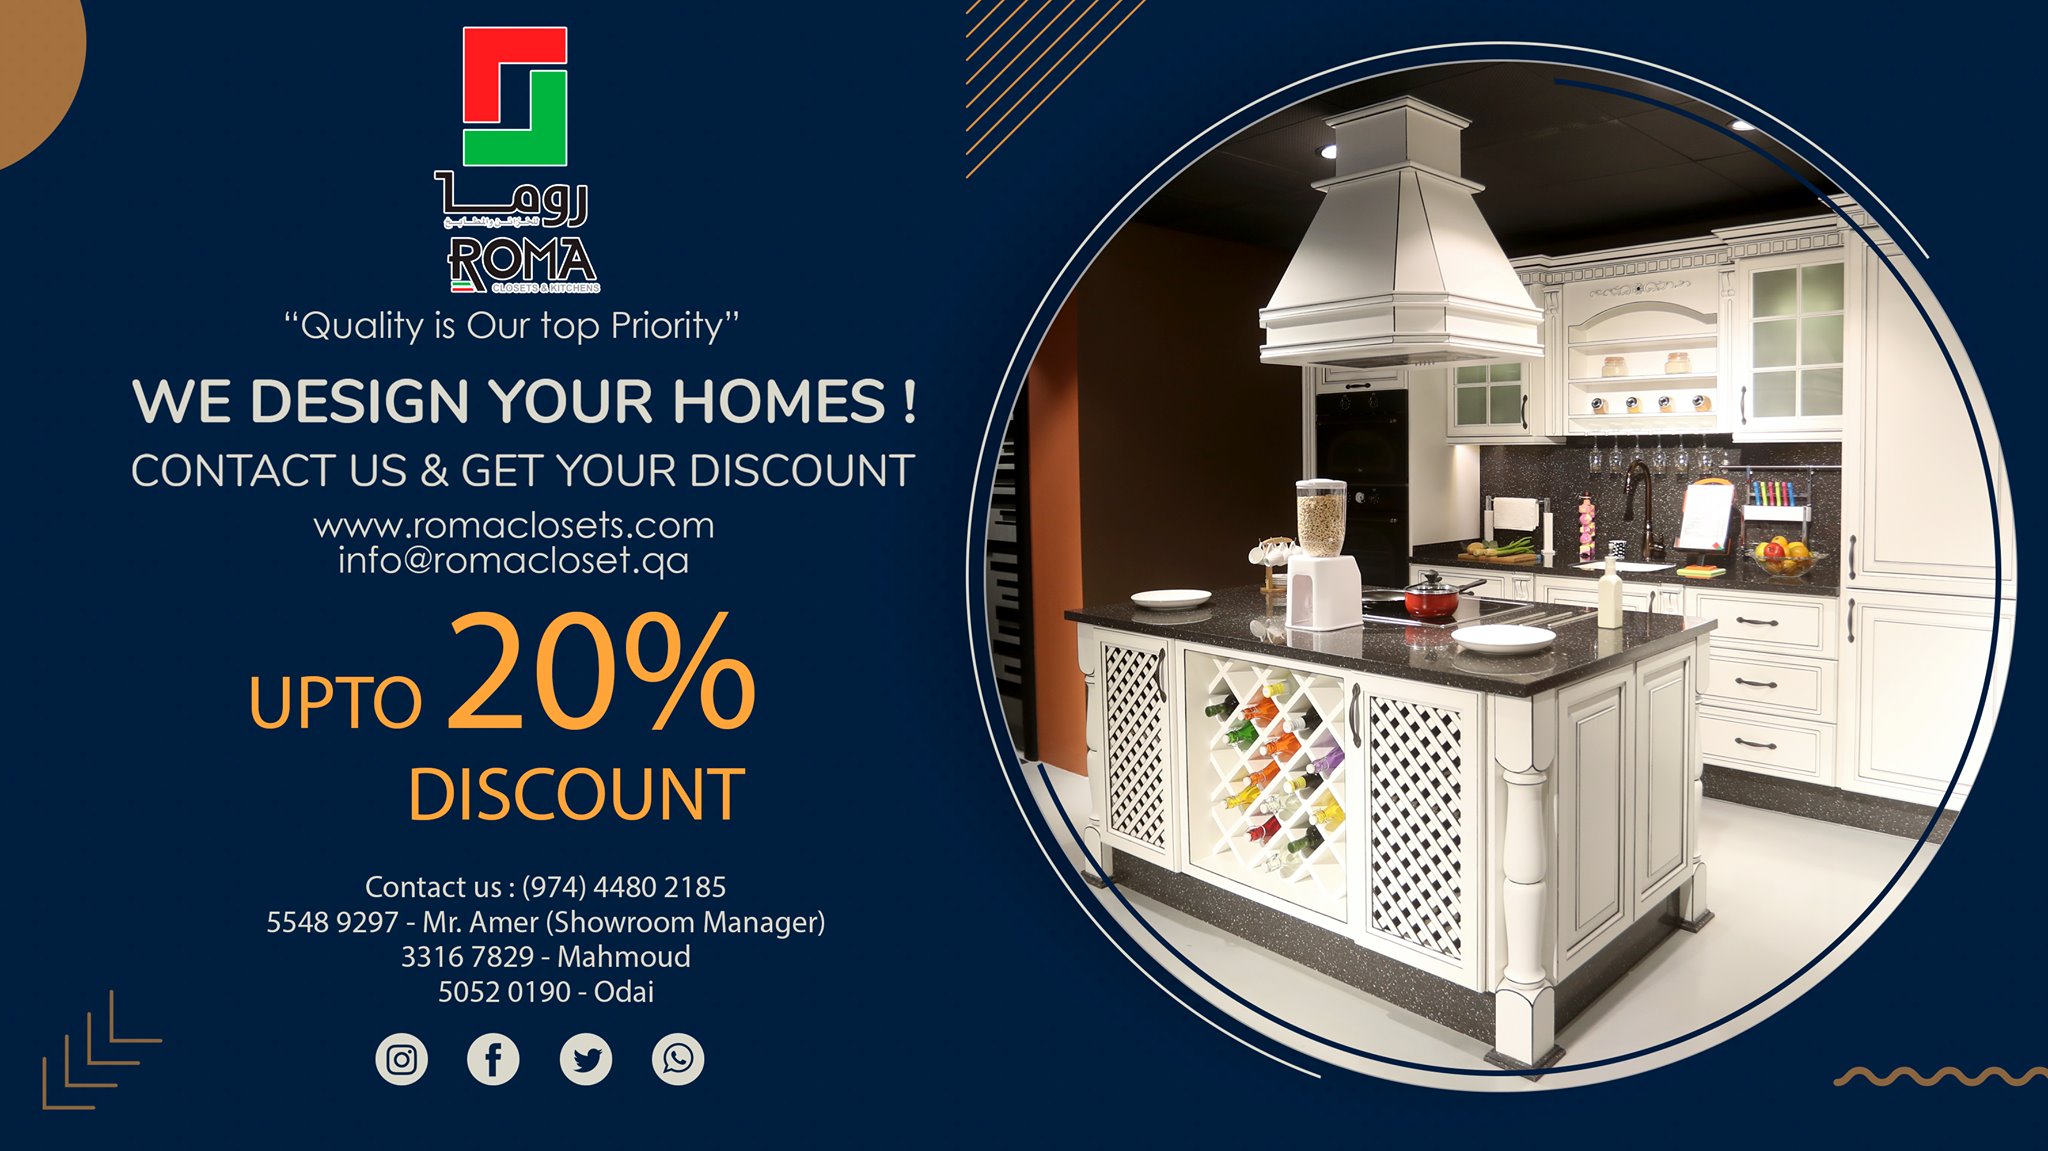 روما
للخزائن والمطابخ
ROMA
CLOSETS & KITCHENS
“Quality is Our top Priority”
WE DESIGN YOUR HOMES !
CONTACT US & GET YOUR DISCOUNT
www.romaclosets.com
info@romacloset.qa
UPTO 20%
DISCOUNT
Contact us : (974) 4480 2185
5548 9297 - Mr. Amer (Showroom Manager)
3316 7829 - Mahmoud
5052 0190 - Odai